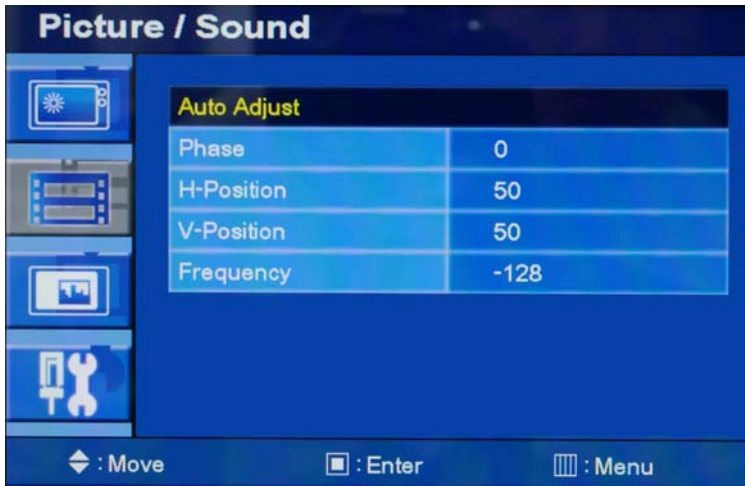 Picture / Sound
Auto Adjust
Phase 0
H-Position 50
V-Position 50
Frequency -128
: Move : Enter : Menu